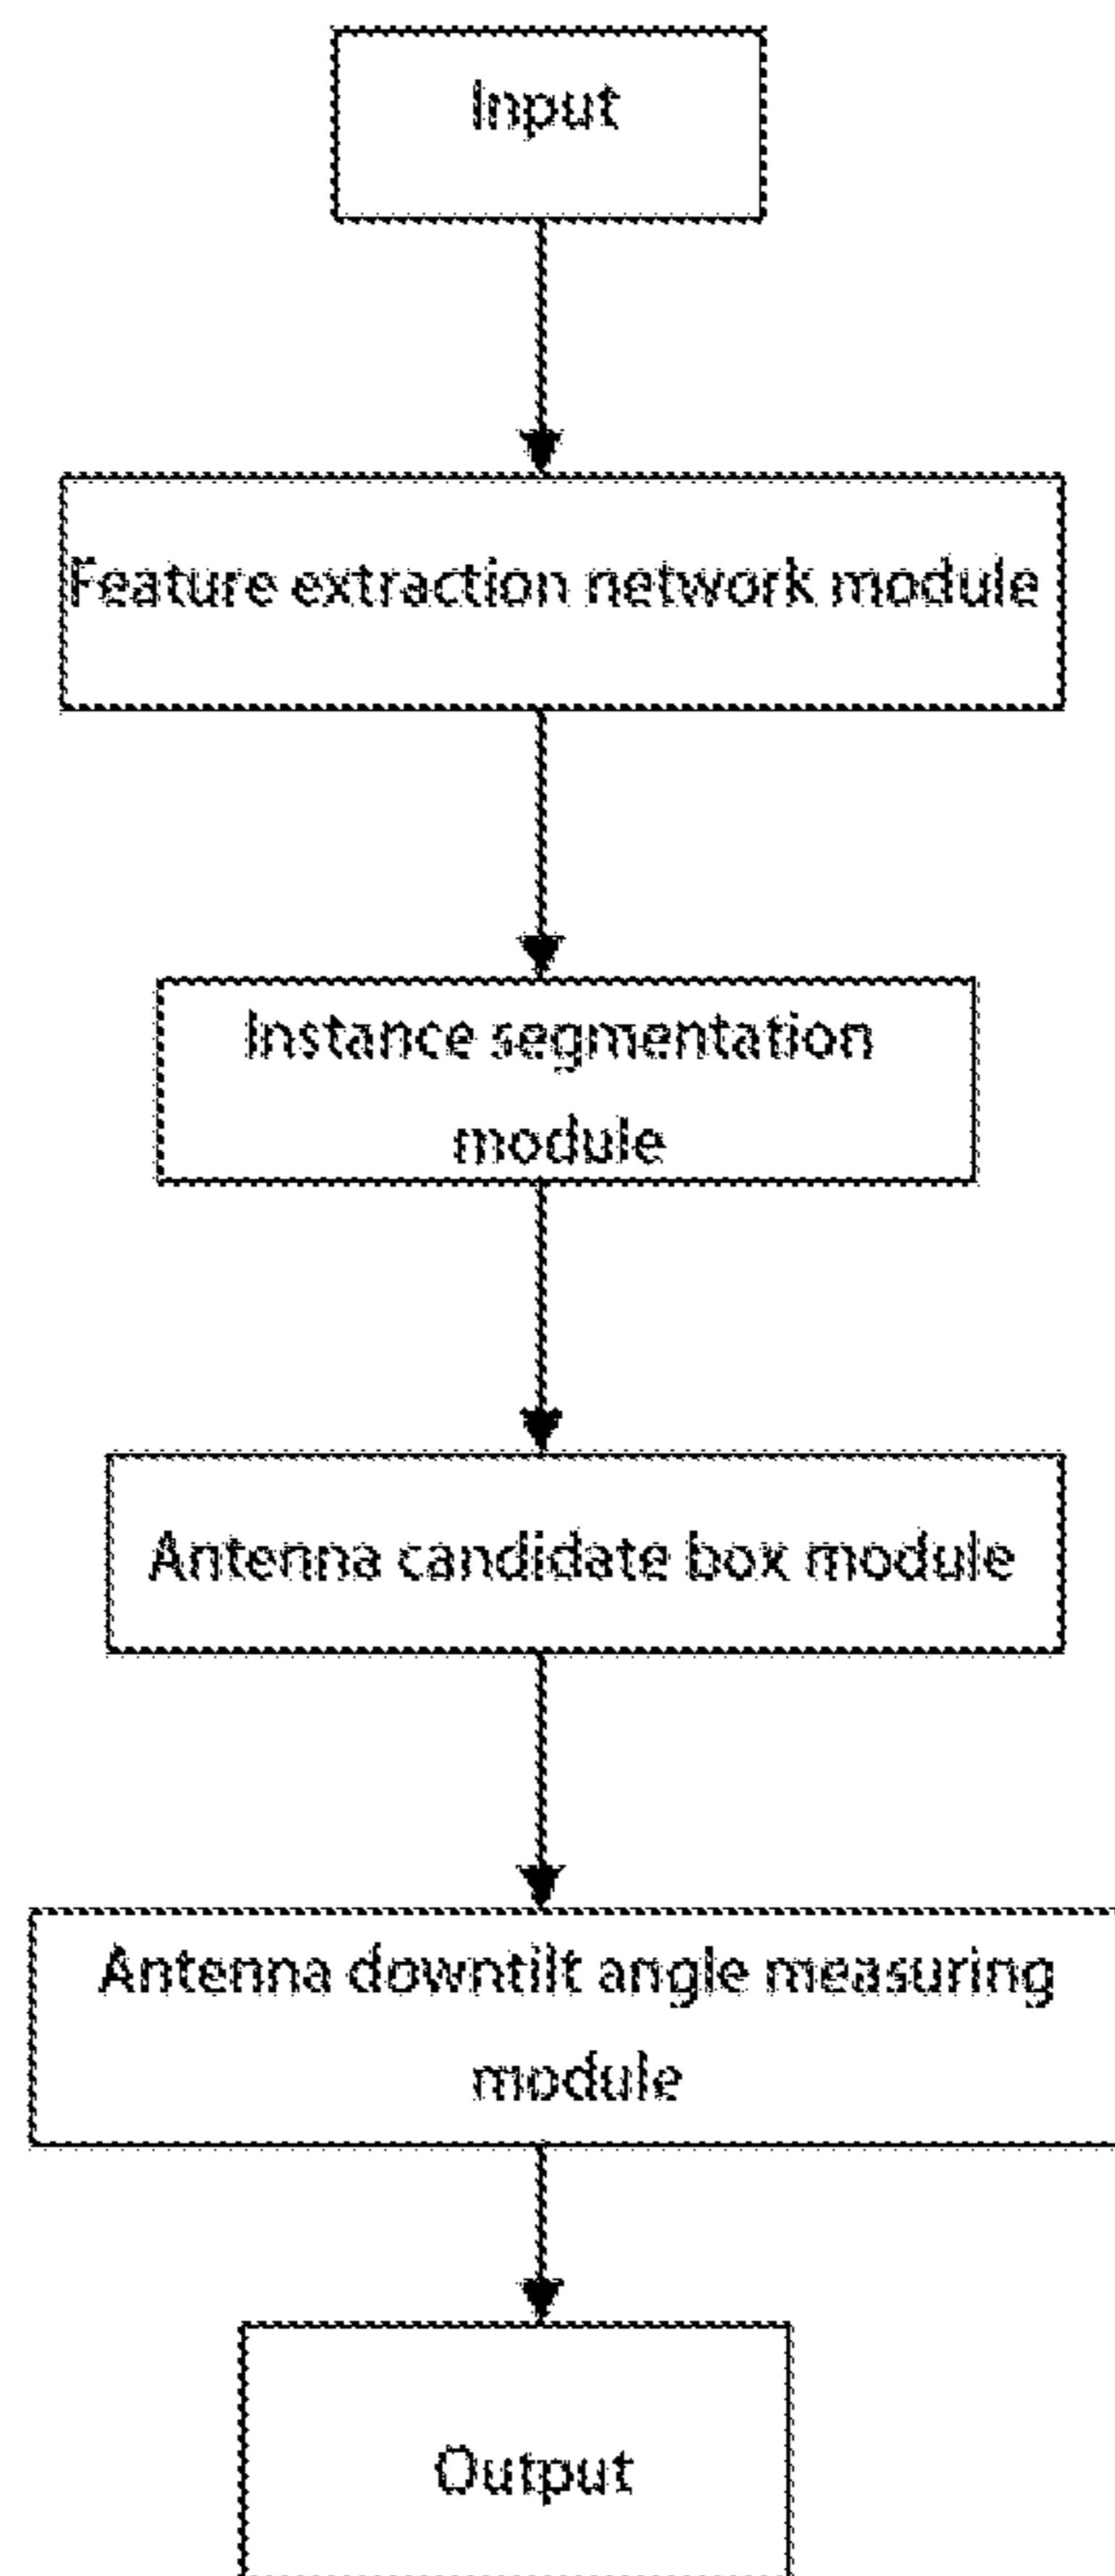 Input
Feature extraction network module
Instance segmentation
module
Antenna candidate box module
Antenna downtilt angle measuring
module
Output